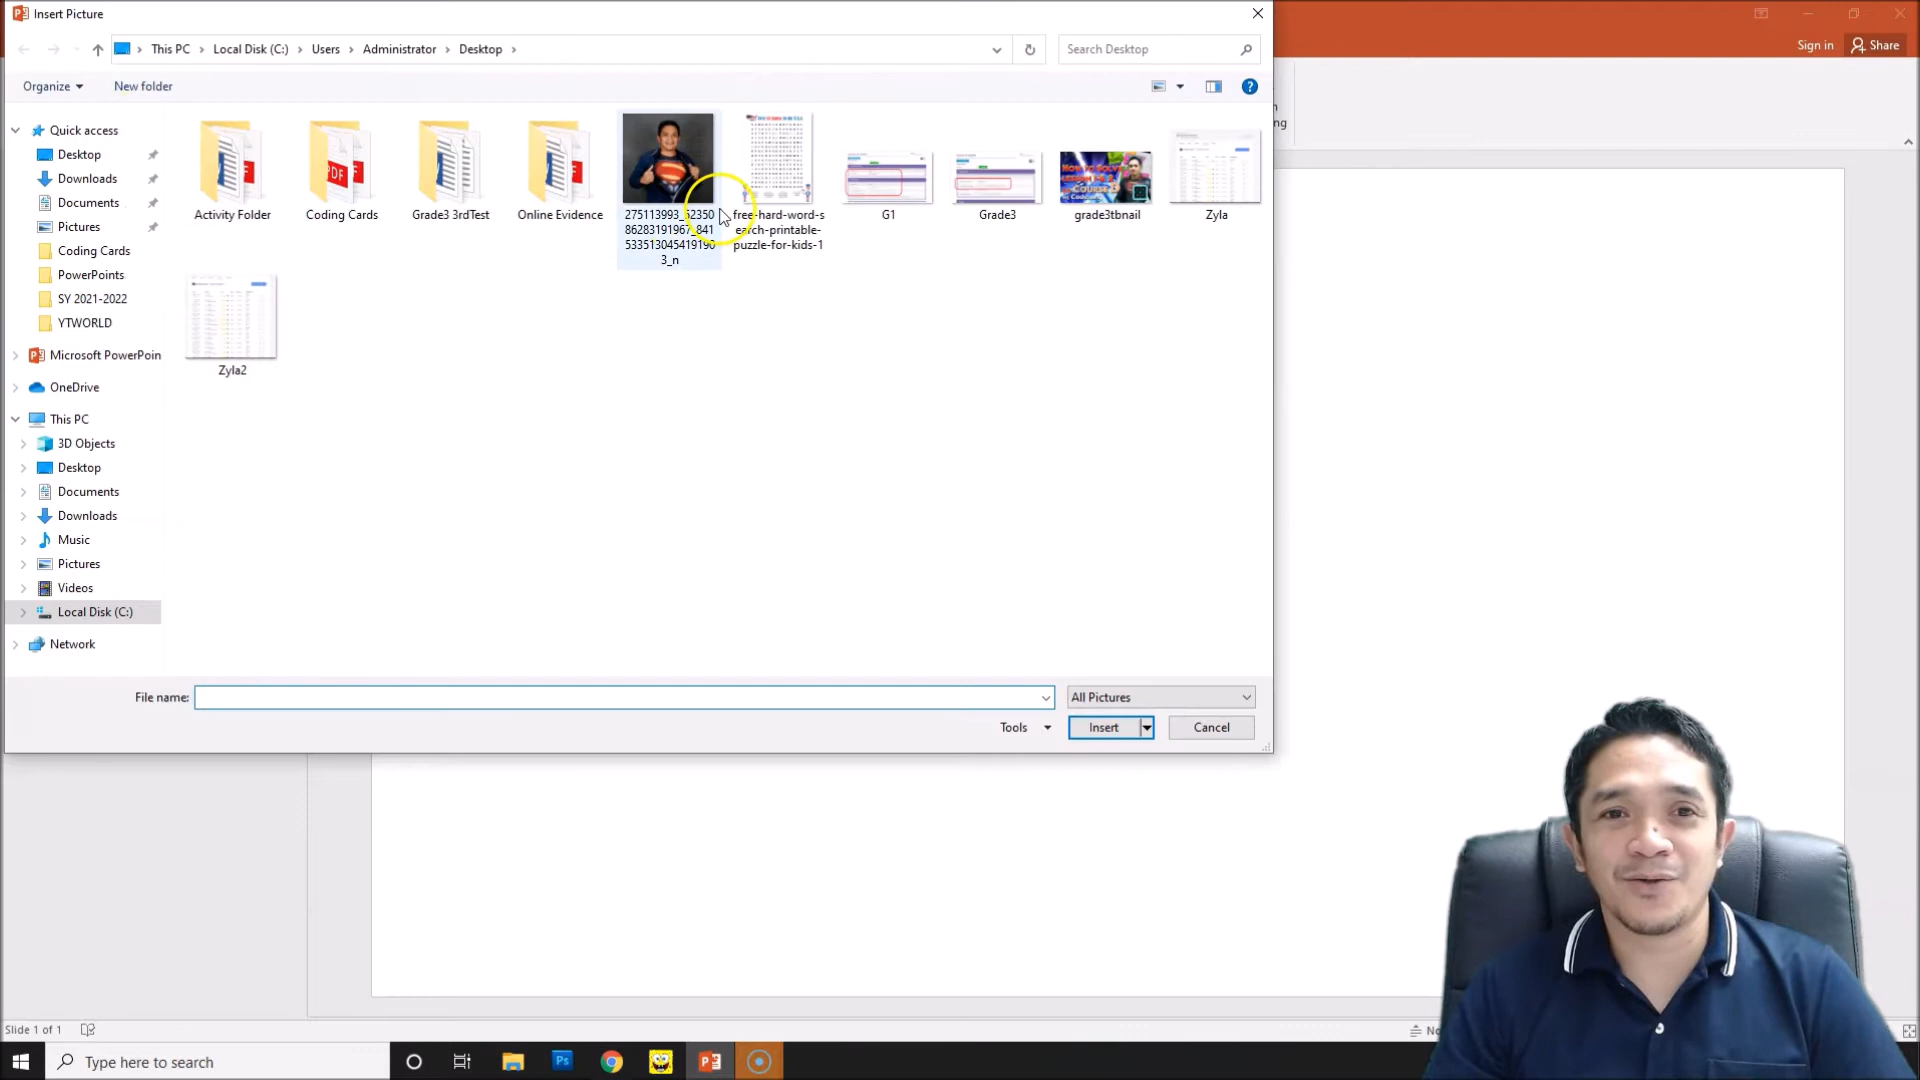 Insert Picture
Sign in
Share
This PC
Local Disk (C:)
Users
Administrator
Desktop
Search Desktop
Organize
New folder
Quick access
Desktop
Downloads
Documents
Pictures
Coding Cards
PowerPoints
SY 2021-2022
YTWORLD
Microsoft PowerPoin
OneDrive
This PC
3D Objects
Desktop
Documents
Downloads
Music
Pictures
Videos
Local Disk (C:)
Network
Activity Folder
Coding Cards
Grade3 3rdTest
Online Evidence
free-hard-word-s
earch-printable-
puzzle-for-kids-1
G1
Grade3
grade3tbnail
Zyla
Zyla2
File name:
All Pictures
Tools
Insert
Cancel
Slide 1 of 1
Type here to search
Ps